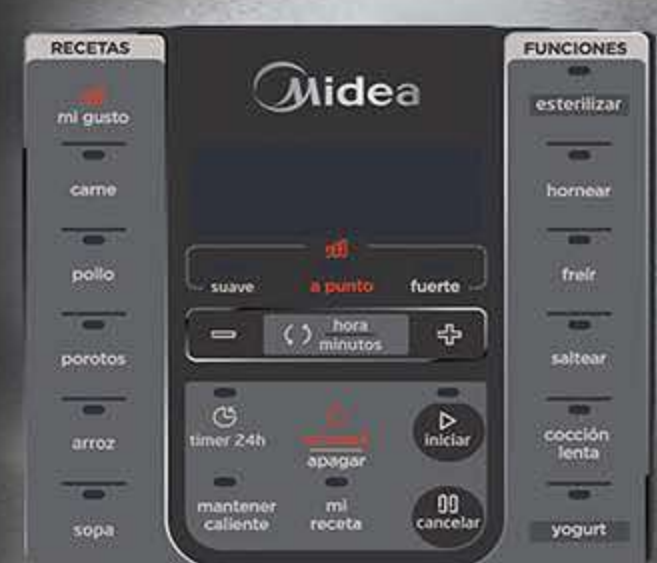 RECETAS
mi gusto
carne
pollo
porotos
arroz
sopa
Midea
suave
a punto
fuerte
hora
minutos
timer 24h
apagar
iniciar
mantener
caliente
mi
receta
cancelar
FUNCIONES
esterilizar
hornear
freír
saltear
cocción
lenta
yogurt